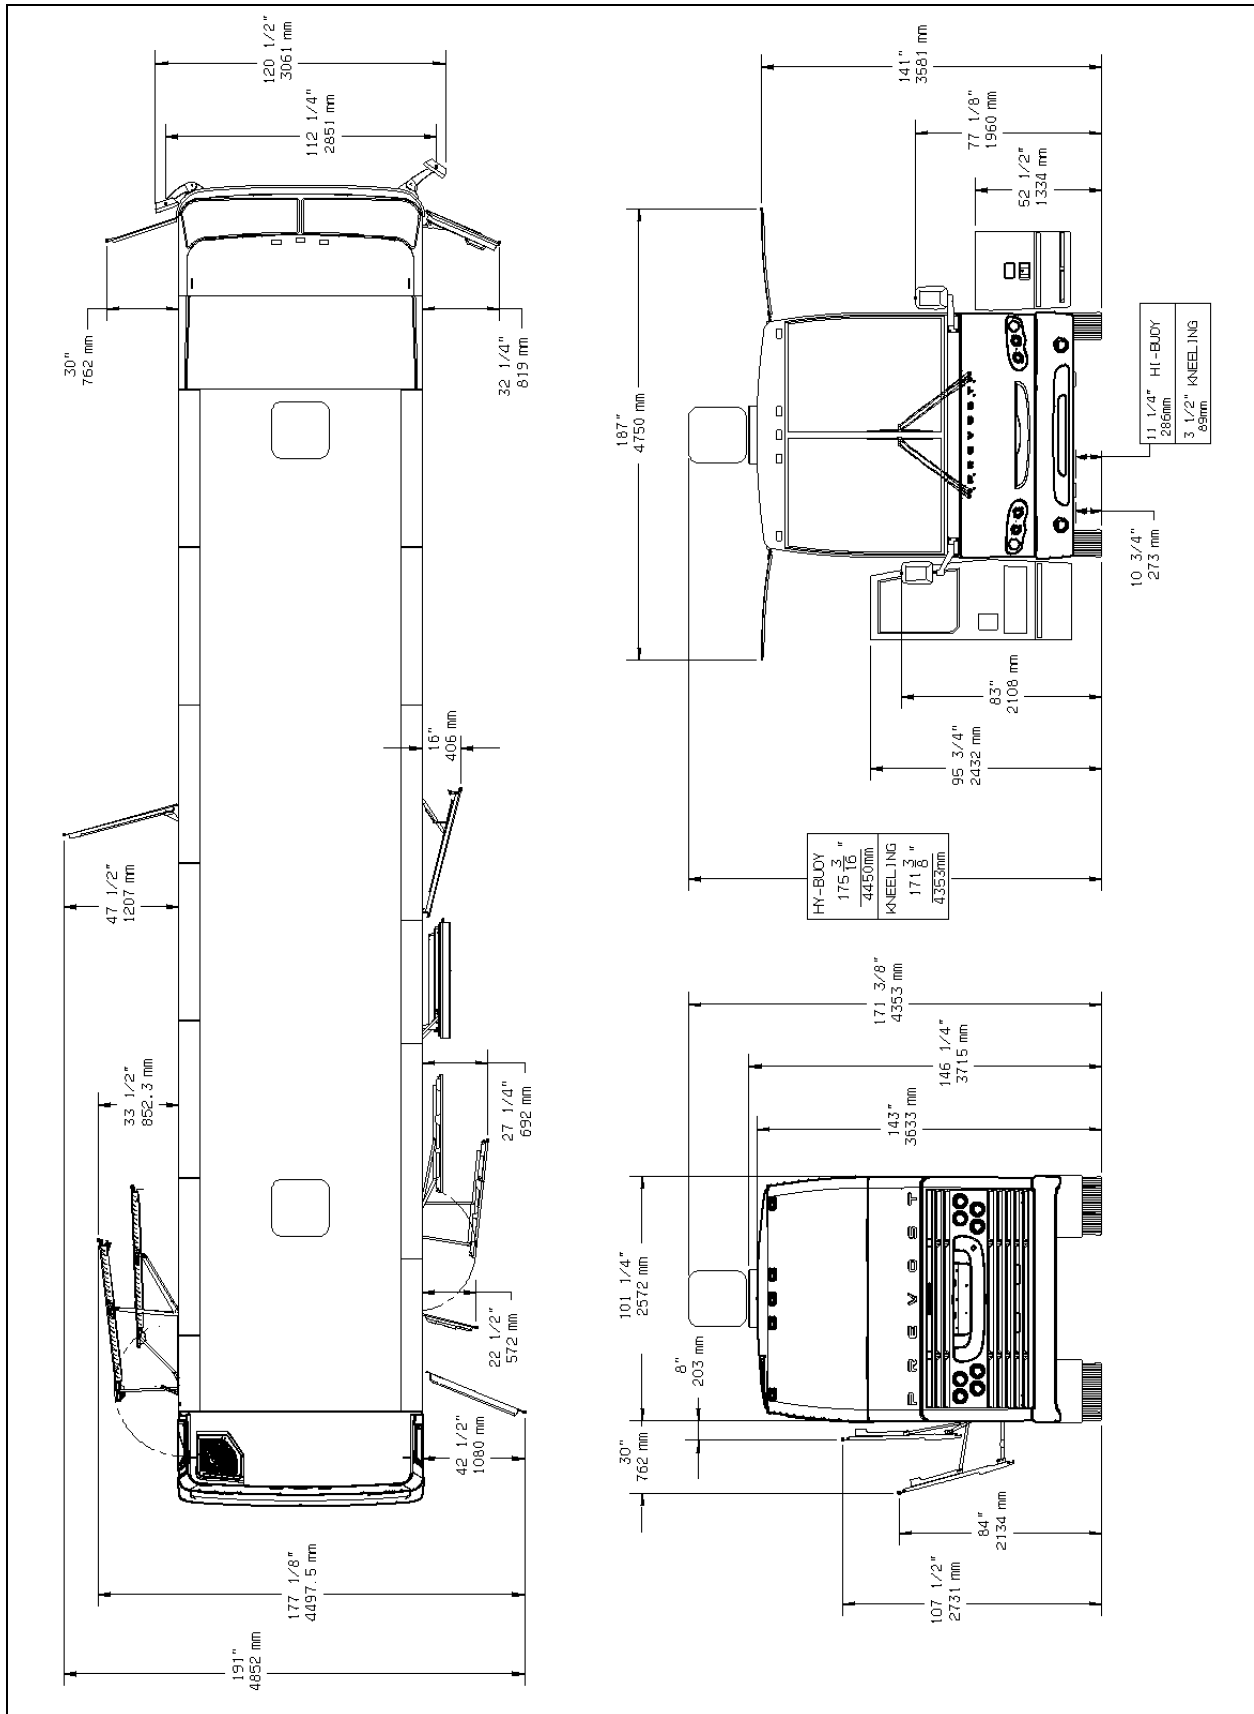 120 1/2"
3061 mm
112 1/4"
2851 mm
30"
762 mm
32 1/4"
819 mm
16"
406 mm
47 1/2"
1207 mm
33 1/2"
852.3 mm
27 1/4"
692 mm
22 1/2"
572 mm
42 1/2"
1080 mm
177 1/8"
4497.5 mm
191"
4852 mm
141"
3581 mm
77 1/8"
1960 mm
52 1/2"
1334 mm
187"
4750 mm
PREVOST
11 1/4" HI-BUOY
286mm
3 1/2" KNEELING
89mm
10 3/4"
273 mm
83"
2108 mm
95 3/4"
2432 mm
HY-BUOY
175 3/16 "
4450mm
KNEELING
171 3/8 "
4353mm
171 3/8"
4353 mm
146 1/4"
3715 mm
143"
3633 mm
101 1/4"
2572 mm
8"
203 mm
30"
762 mm
PREVOST
84"
2134 mm
107 1/2"
2731 mm